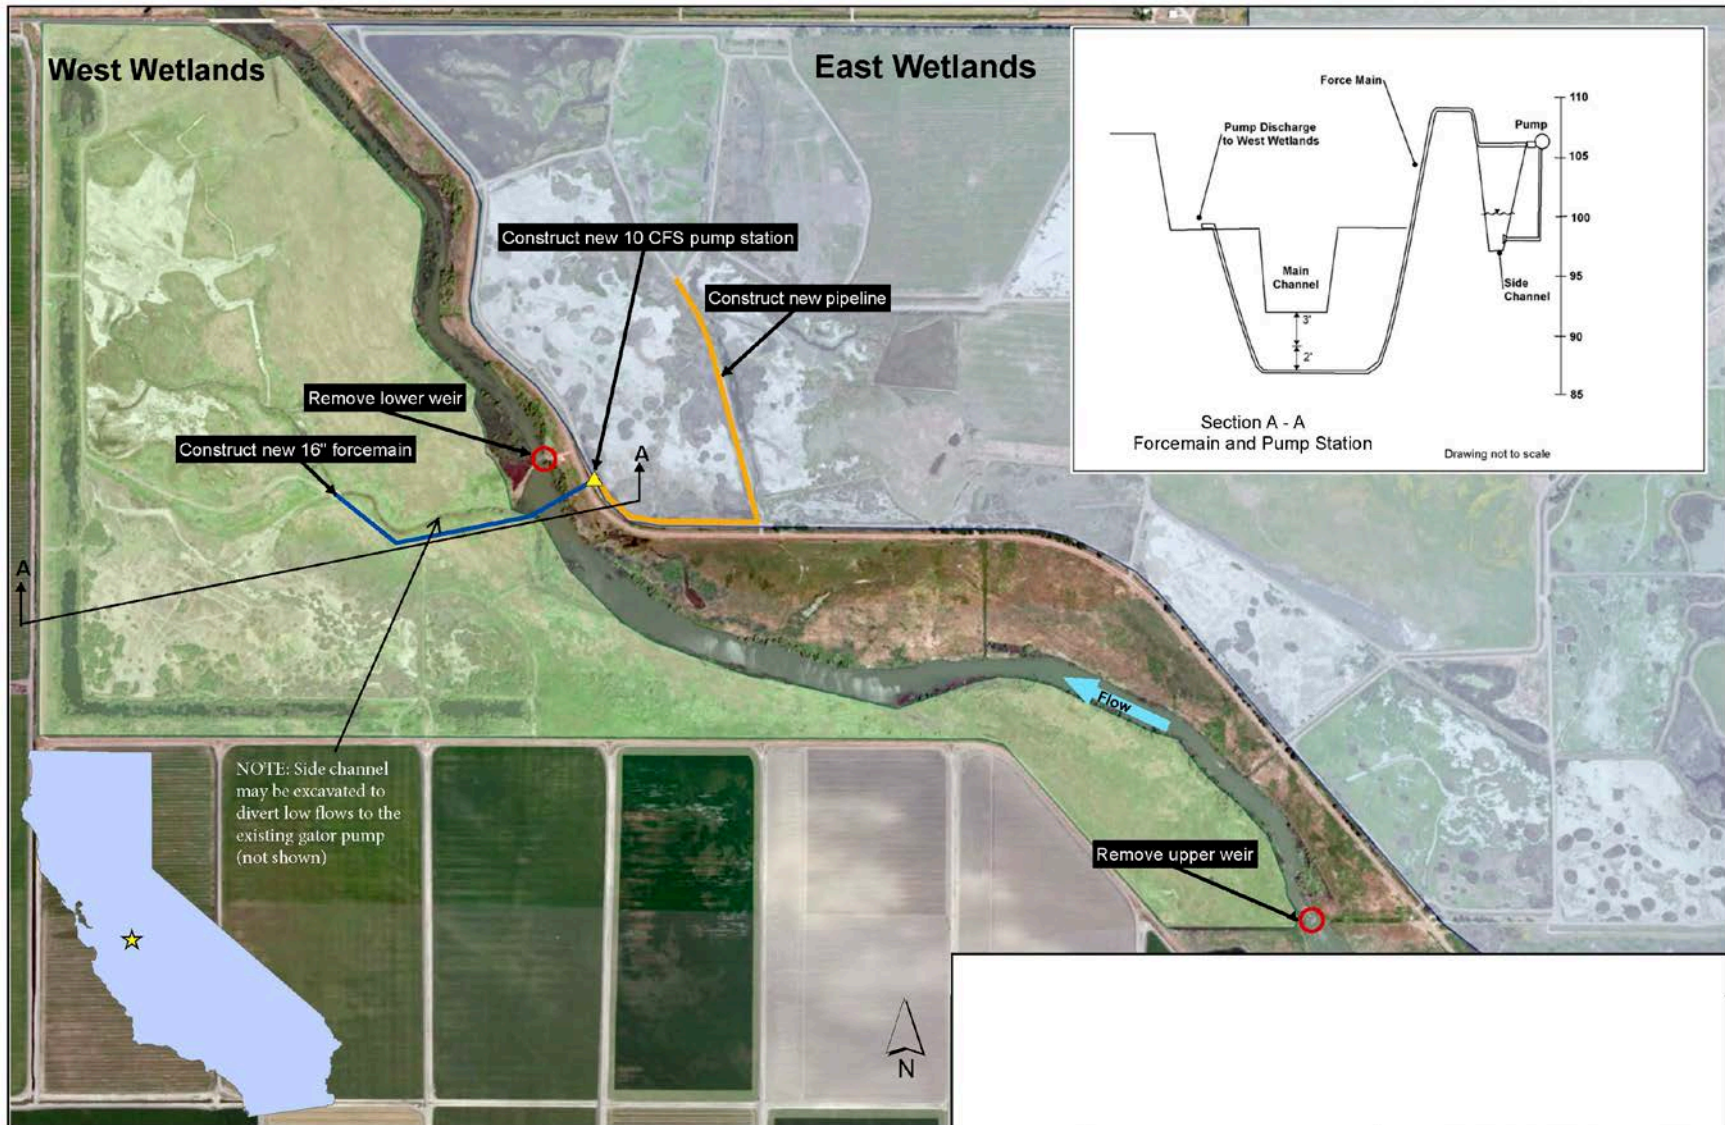 West Wetlands
East Wetlands
Construct new 10 CFS pump station
Construct new pipeline
Remove lower weir
Construct new 16" forcemain
A
A
Flow
Remove upper weir
NOTE: Side channel
may be excavated to
divert low flows to the
existing gator pump
(not shown)
N
Force Main
Pump Discharge
to West Wetlands
Pump
Main
Channel
Side
Channel
3'
2'
110
105
100
95
90
85
Section A - A
Forcemain and Pump Station
Drawing not to scale